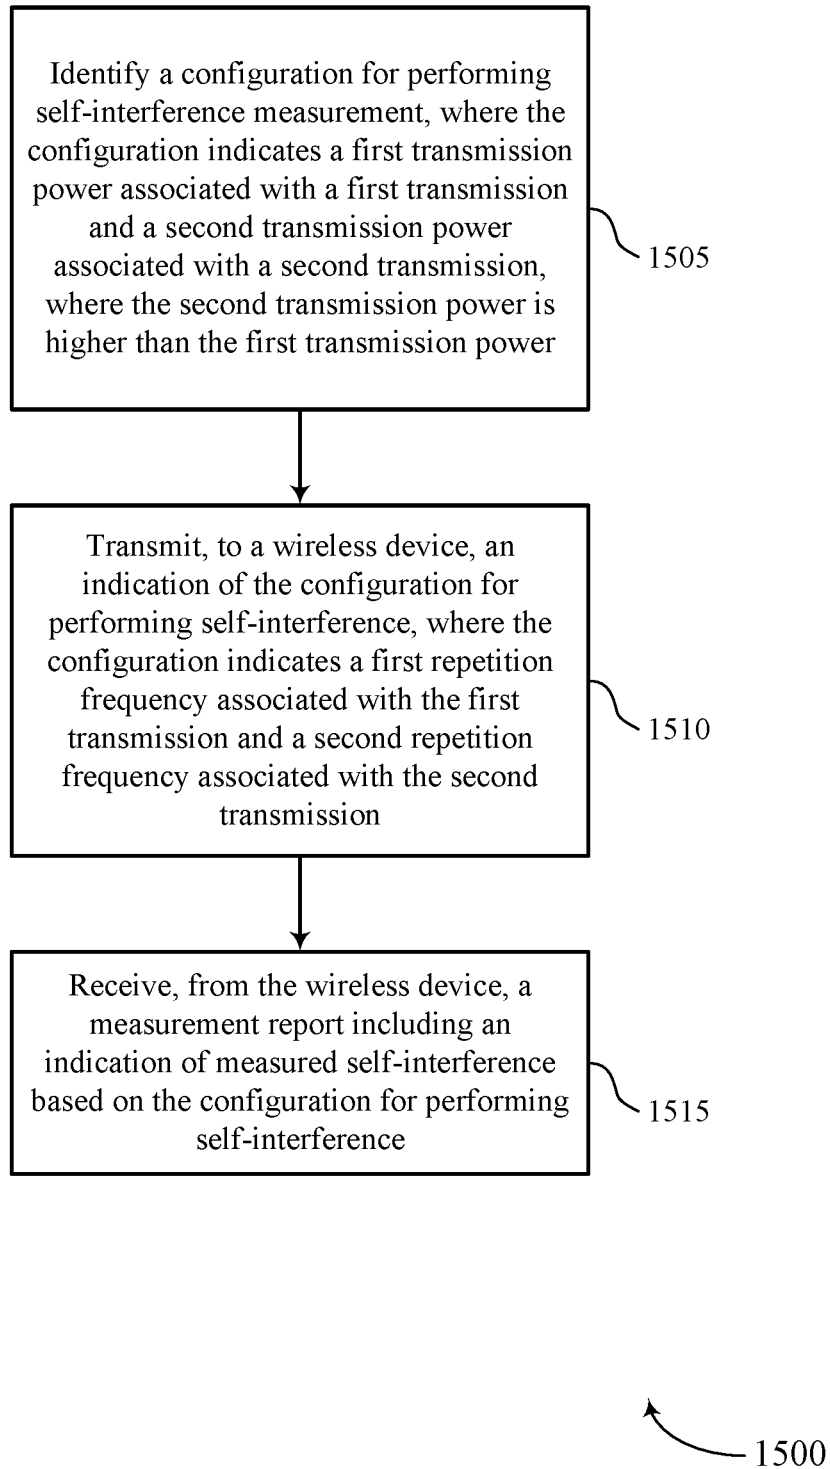 Identify a configuration for performing
self-interference measurement, where the
configuration indicates a first transmission
power associated with a first transmission
and a second transmission power
associated with a second transmission,
where the second transmission power is
higher than the first transmission power
1505
Transmit, to a wireless device, an
indication of the configuration for
performing self-interference, where the
configuration indicates a first repetition
frequency associated with the first
transmission and a second repetition
frequency associated with the second
transmission
1510
Receive, from the wireless device, a
measurement report including an
indication of measured self-interference
based on the configuration for performing
self-interference
1515
1500